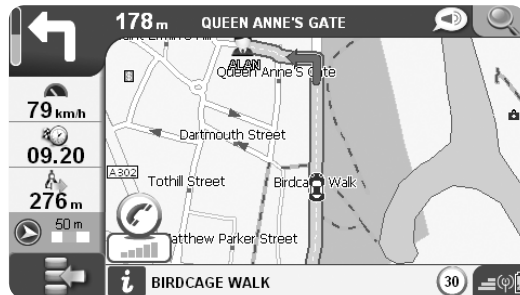 178 m QUEEN ANNE'S GATE
ALAN
Queen Anne'S Gate
79 km/h
Dartmouth Street
09.20
A302
Tothill Street
Birdcage Walk
276 m
50 m
Matthew Parker Street
i BIRDCAGE WALK
30